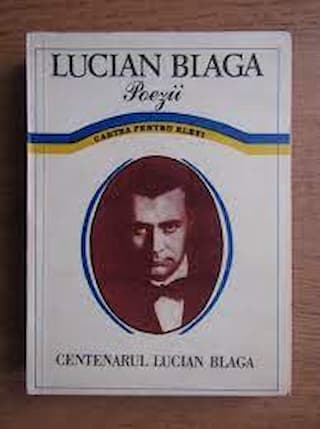 LUCIAN BLAGA
Poezii
CARTEA PENTRU ELEVI
CENTENARUL LUCIAN BLAGA